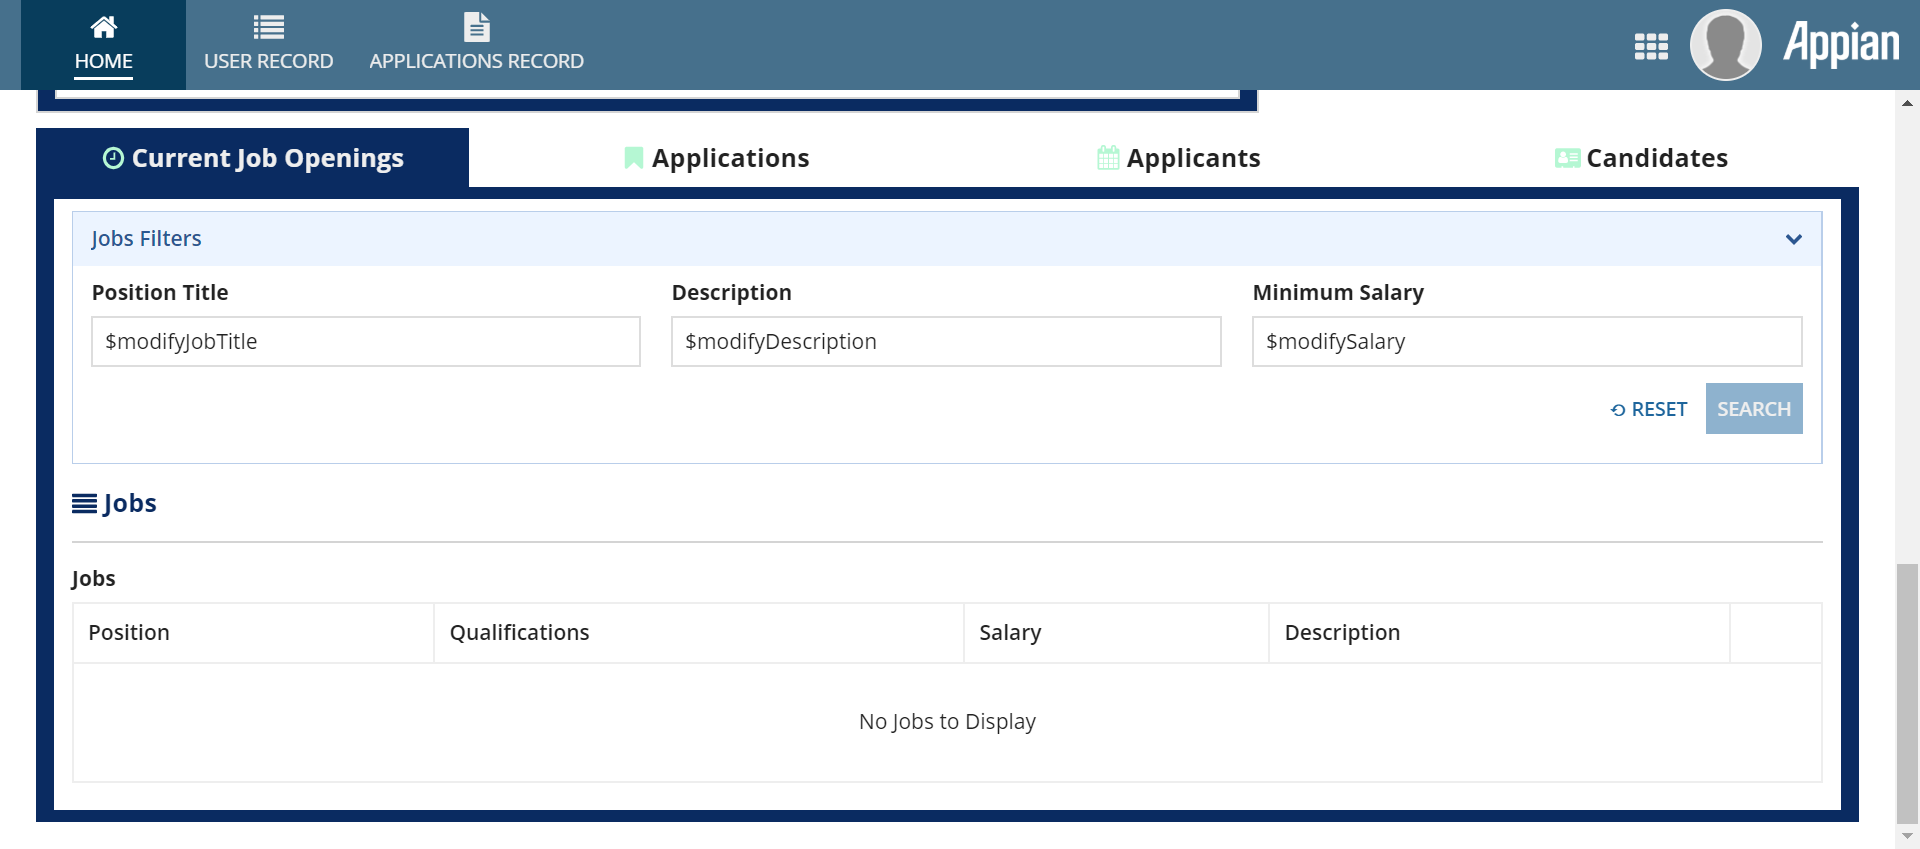 HOME
USER RECORD
APPLICATIONS RECORD
Appian
Current Job Openings
Applications
Applicants
Candidates
Jobs Filters
Position Title
Description
Minimum Salary
$modifyJobTitle
$modifyDescription
$modifySalary
RESET
SEARCH
Jobs
Jobs
Position
Qualifications
Salary
Description
No Jobs to Display